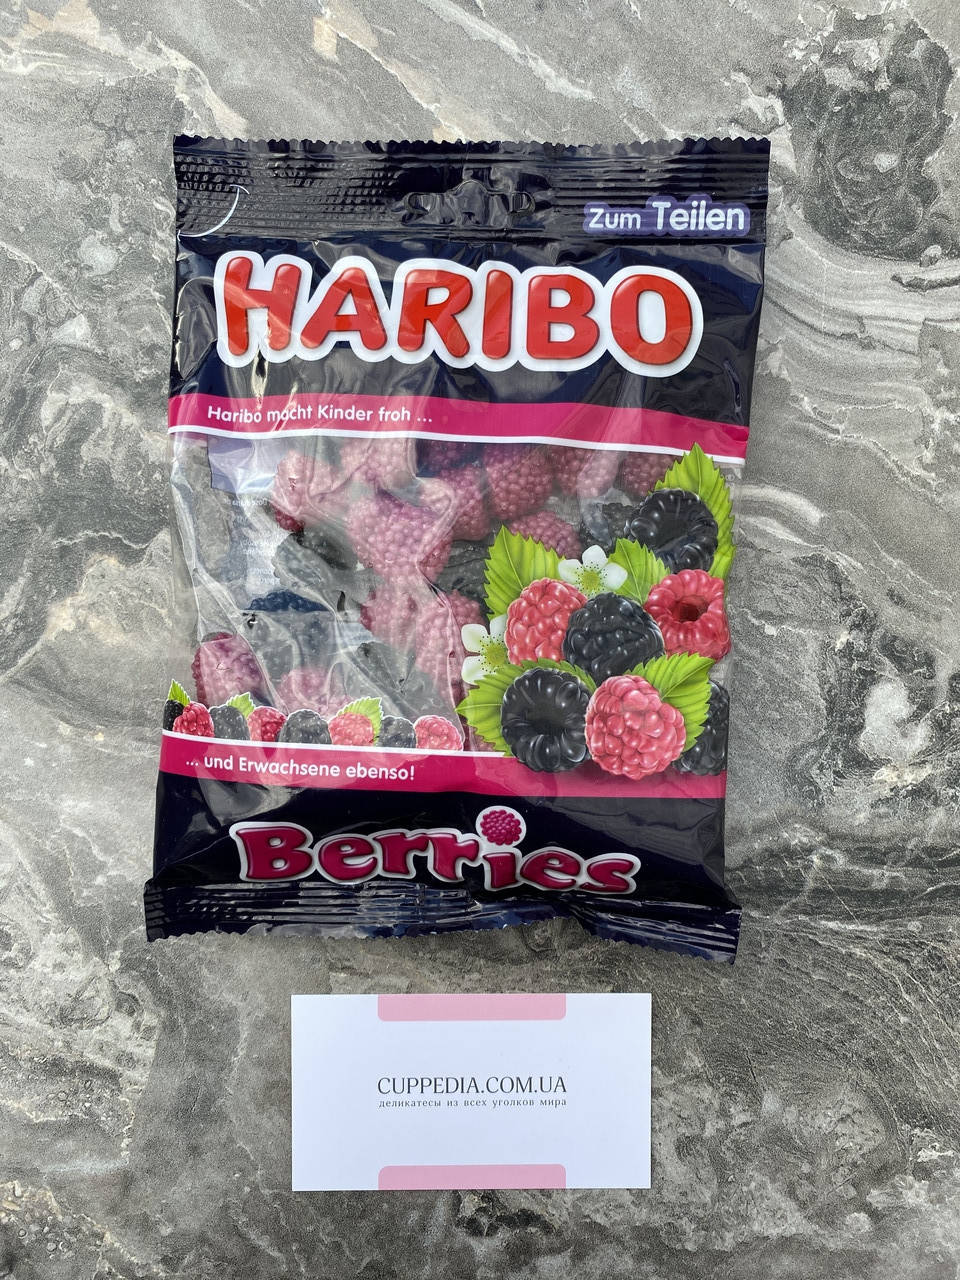 Zum Teilen
HARIBO
Haribo macht Kinder froh ...
... und Erwachsene ebenso!
Berries
CUPPEDIA.COM.UA
деликатесы из всех уголков мира